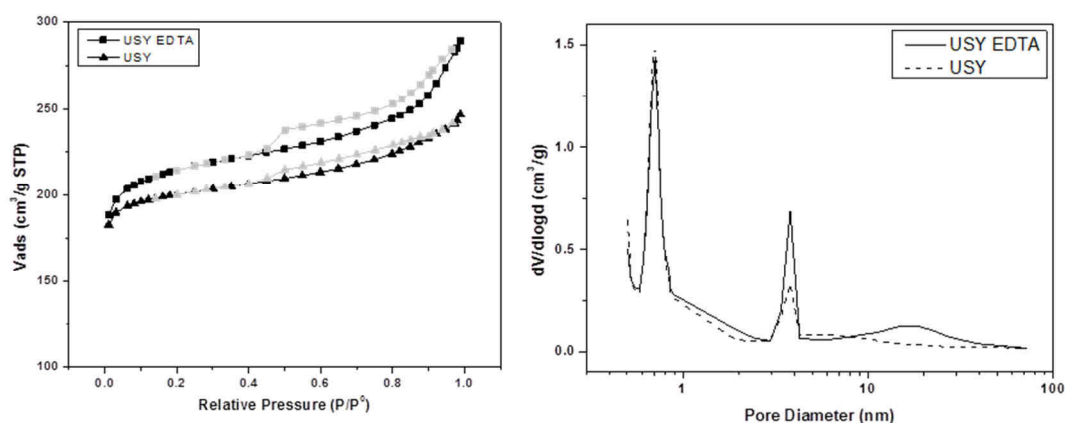 300
250
200
150
100
Vads (cm³/g STP)
USY EDTA
USY
0.0 0.2 0.4 0.6 0.8 1.0
Relative Pressure (P/P⁰)
1.5
1.0
0.5
0.0
dV/dlogd (cm³/g)
USY EDTA
USY
1 10 100
Pore Diameter (nm)